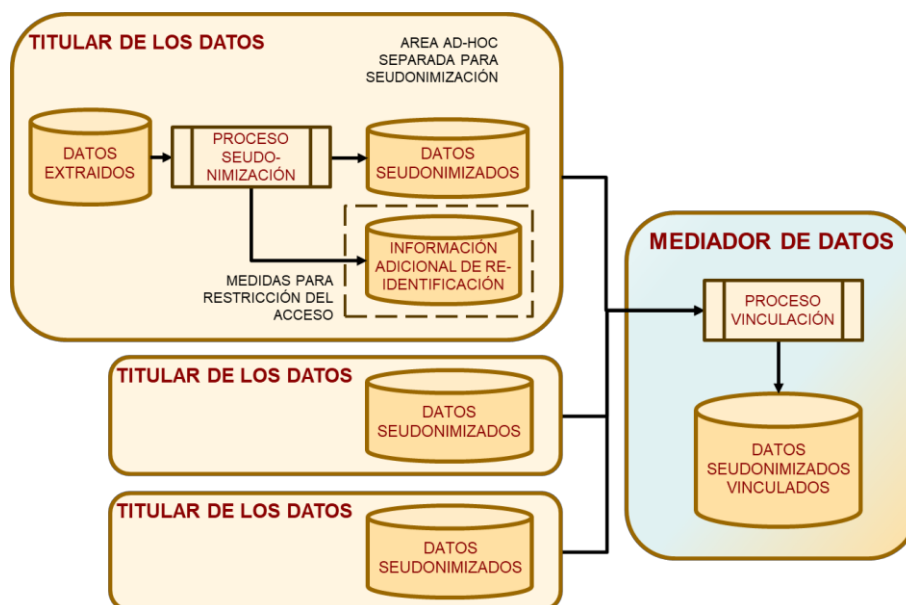 TITULAR DE LOS DATOS
AREA AD-HOC
SEPARADA PARA
SEUDONIMIZACIÓN
DATOS
EXTRAIDOS
PROCESO
SEUDO-
NIMIZACIÓN
DATOS
SEUDONIMIZADOS
INFORMACIÓN
ADICIONAL DE RE-
IDENTIFICACIÓN
MEDIDAS PARA
RESTRICCIÓN DEL
ACCESO
TITULAR DE LOS DATOS
DATOS
SEUDONIMIZADOS
TITULAR DE LOS DATOS
DATOS
SEUDONIMIZADOS
MEDIADOR DE DATOS
PROCESO
VINCULACIÓN
DATOS
SEUDONIMIZADOS
VINCULADOS